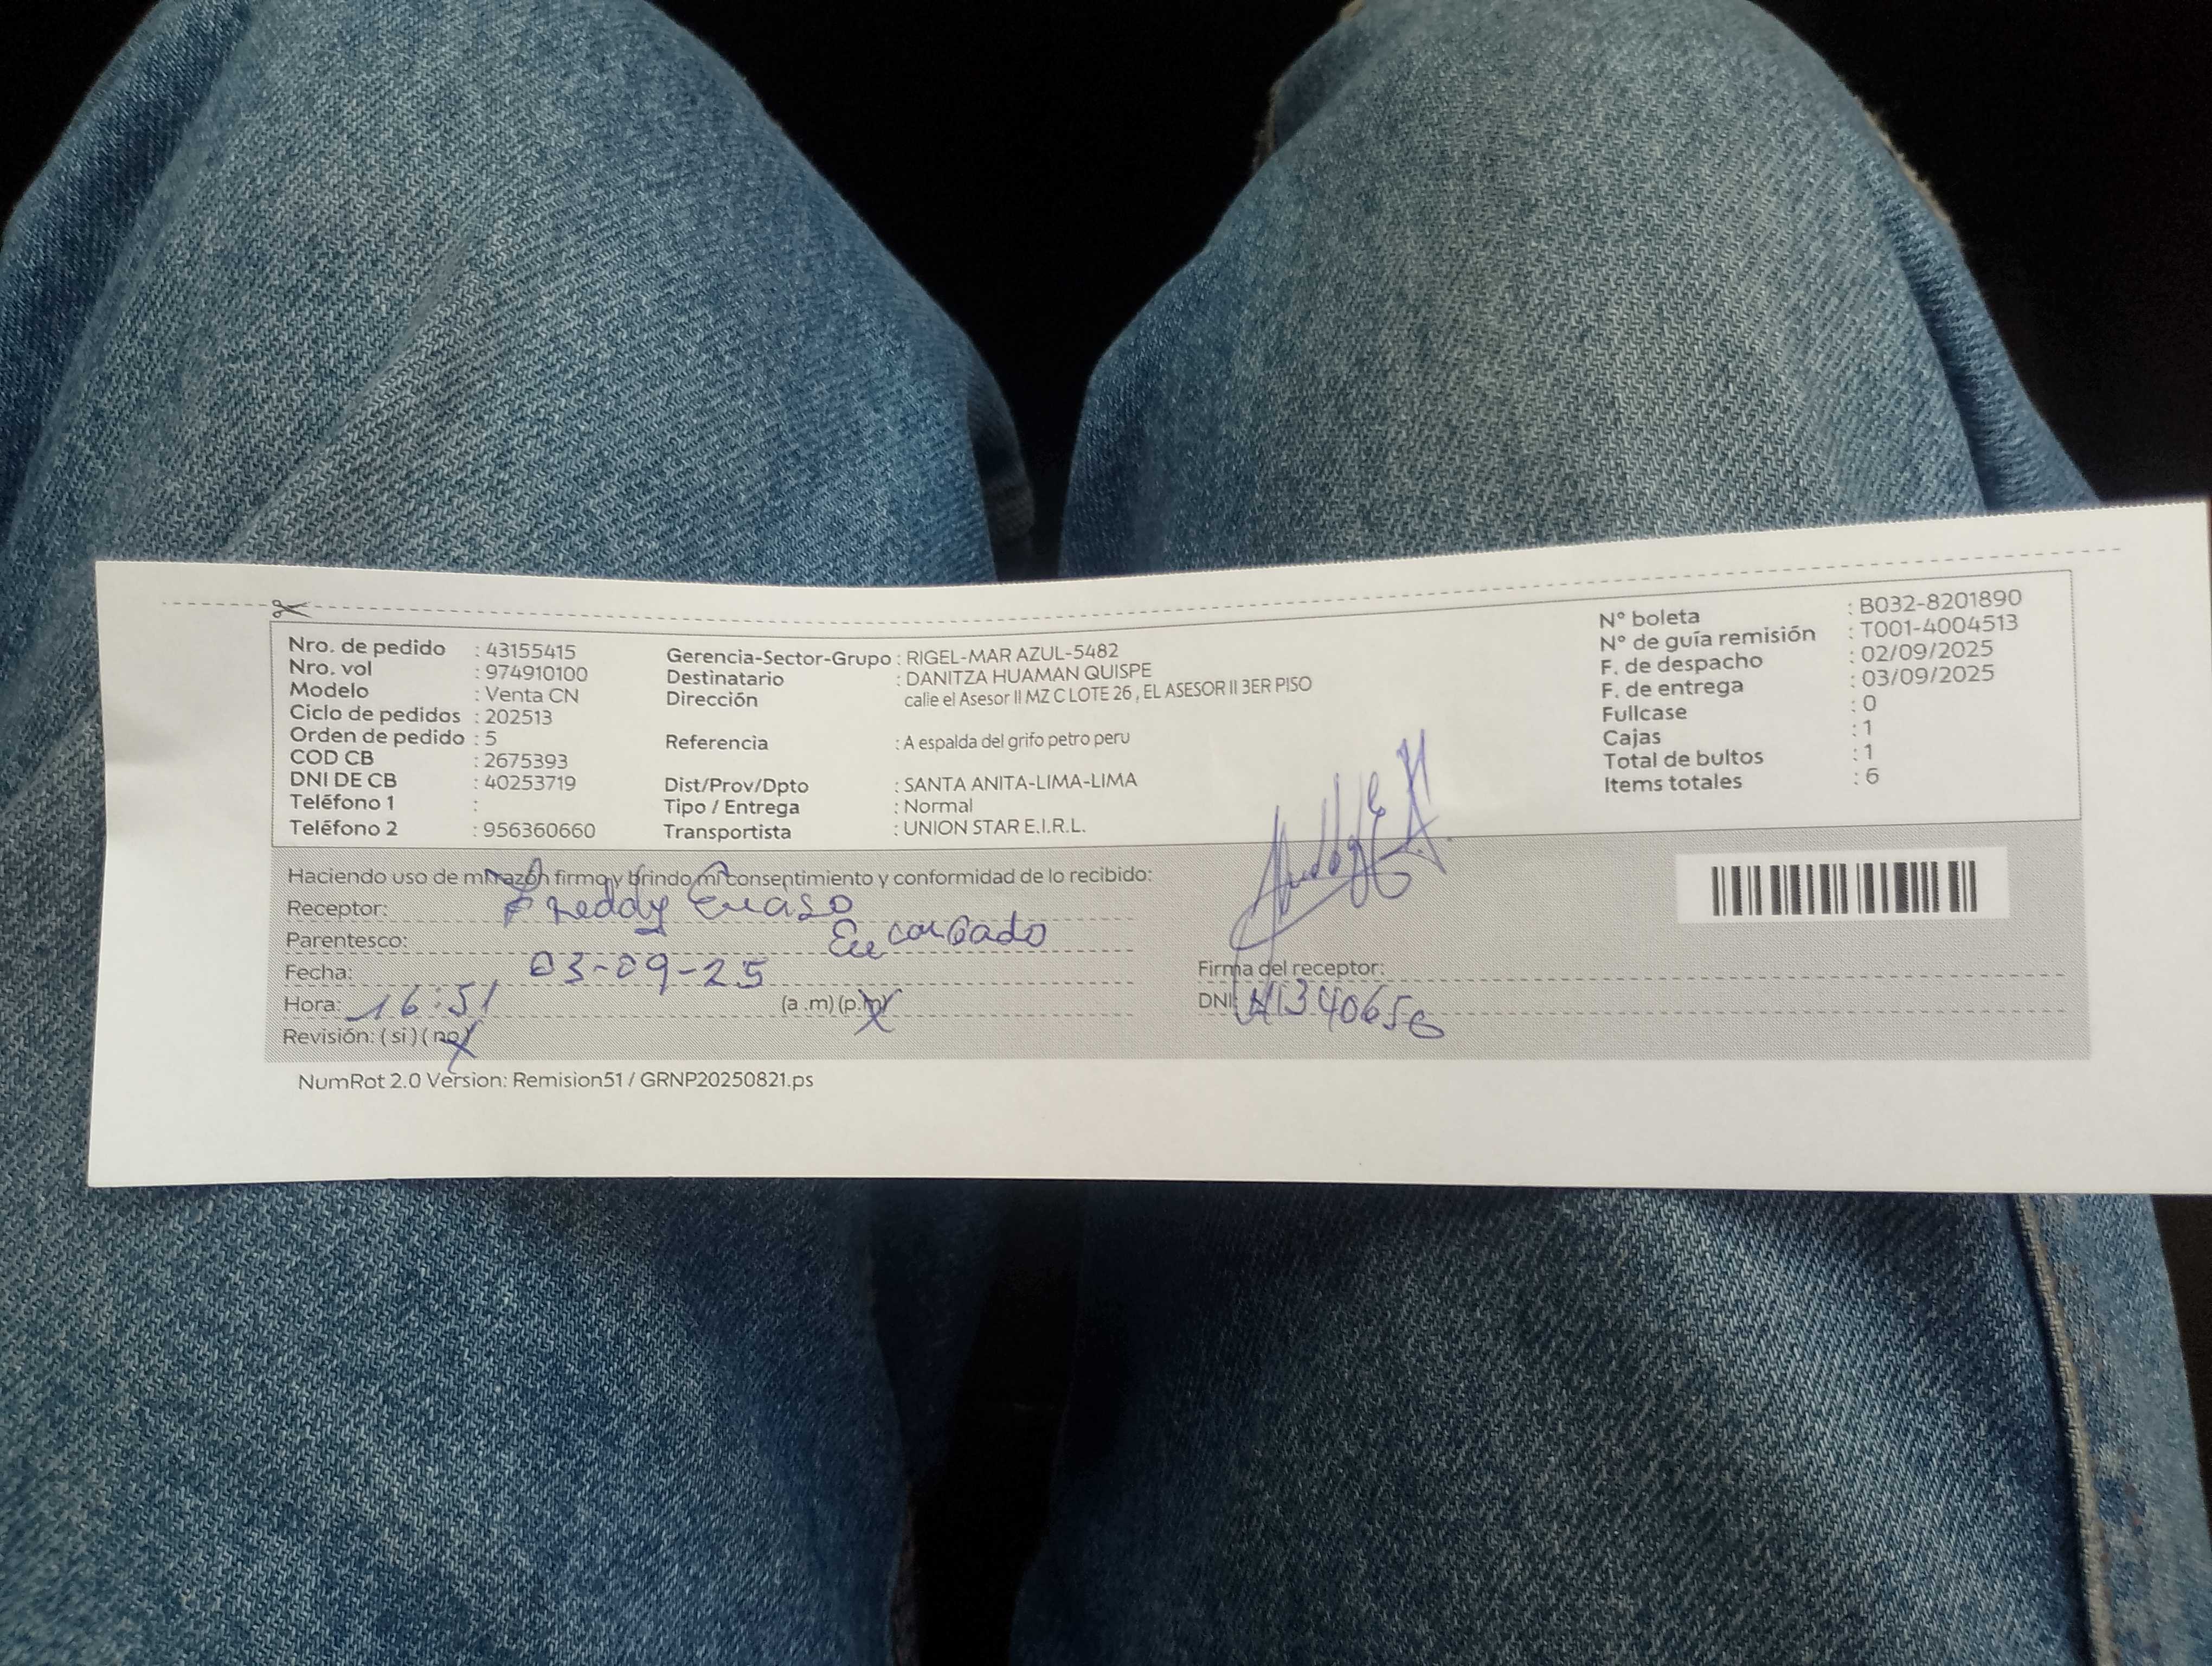 Nro. de pedido : 43155415
Nro. vol : 974910100
Modelo : Venta CN
Ciclo de pedidos : 202513
Orden de pedido : 5
COD CB : 2675393
DNI DE CB : 40253719
Teléfono 1 :
Teléfono 2 : 956360660
Gerencia-Sector-Grupo : RIGEL-MAR AZUL-5482
Destinatario : DANITZA HUAMAN QUISPE
Dirección calle el Asesor II MZ C LOTE 26 , EL ASESOR II 3ER PISO
Referencia : A espalda del grifo petro peru
Dist/Prov/Dpto : SANTA ANITA-LIMA-LIMA
Tipo / Entrega : Normal
Transportista : UNION STAR E.I.R.L.
N° boleta : B032-8201890
N° de guía remisión : T001-4004513
F. de despacho : 02/09/2025
F. de entrega : 03/09/2025
Fullcase : 0
Cajas : 1
Total de bultos : 1
Items totales : 6
Haciendo uso de mi razón firmo y brindo mi consentimiento y conformidad de lo recibido:
Receptor: Freddy
Parentesco: Encargado
Fecha: 03-09-25
Hora: 16:51 (a .m) (p.m)
Revisión: ( si ) ( no )
Firma del receptor:
DNI:
NumRot 2.0 Version: Remision51 / GRNP20250821.ps